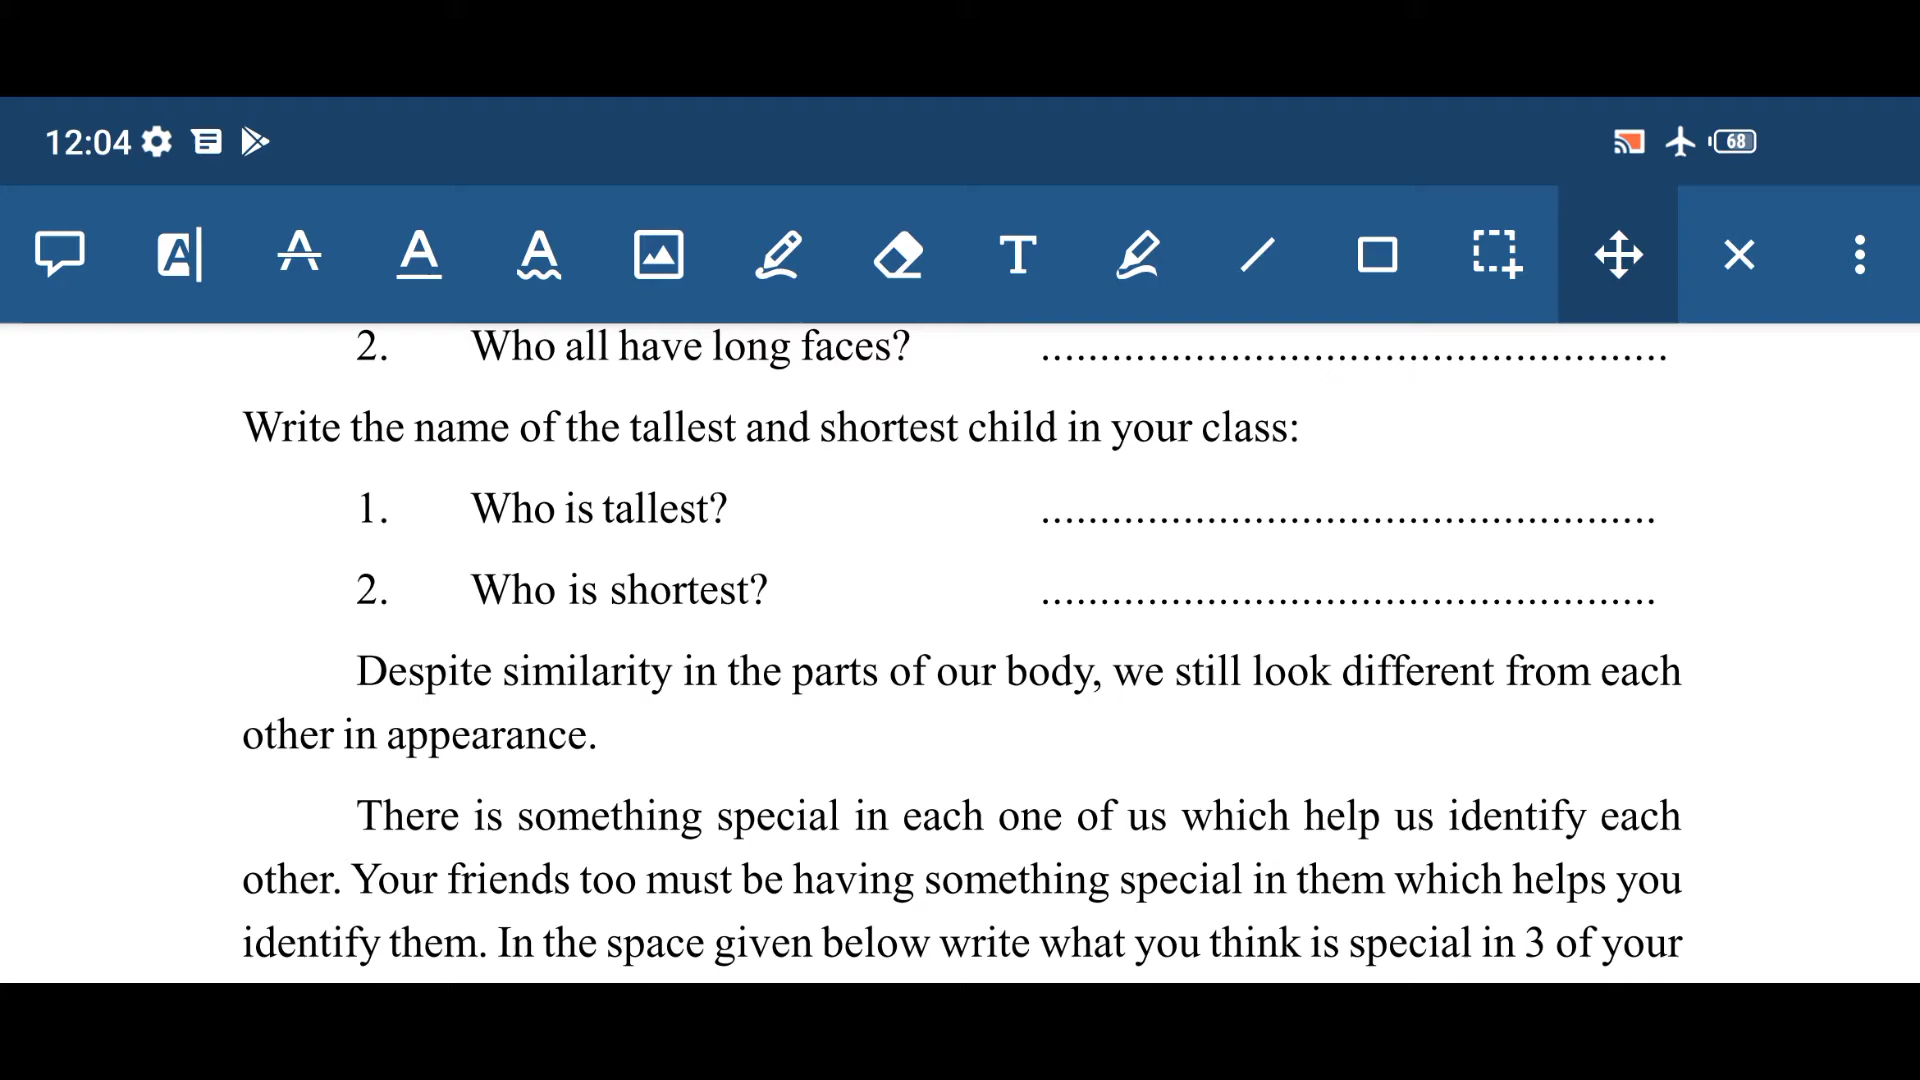 12:04 68
2. Who all have long faces? .....................................................
Write the name of the tallest and shortest child in your class:
1. Who is tallest? ....................................................
2. Who is shortest? ....................................................
Despite similarity in the parts of our body, we still look different from each
other in appearance.
There is something special in each one of us which help us identify each
other. Your friends too must be having something special in them which helps you
identify them. In the space given below write what you think is special in 3 of your